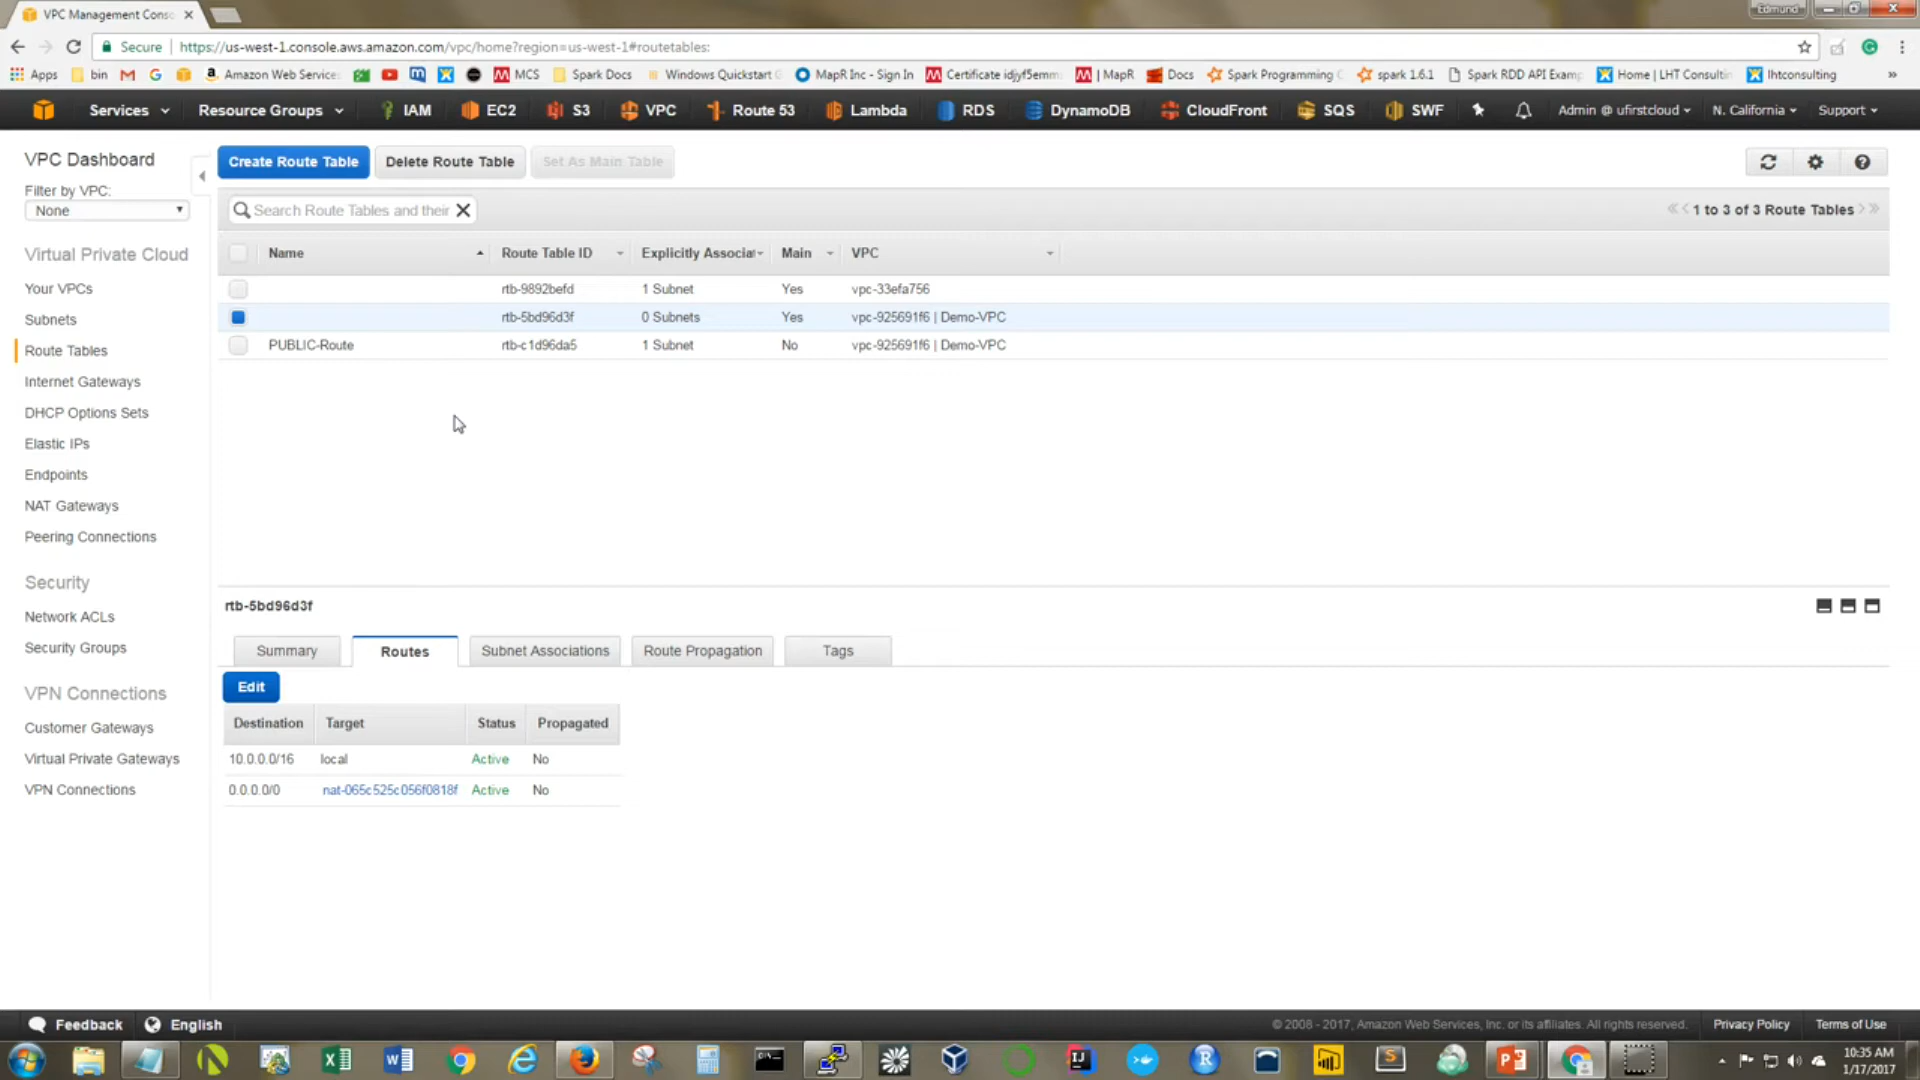 VPC Management Conso
Edmund
Secure | https://us-west-1.console.aws.amazon.com/vpc/home?region=us-west-1#routetables:
Apps bin Amazon Web Service MCS Spark Docs Windows Quickstart MapR Inc - Sign In Certificate idjyf5emm | MapR Docs Spark Programming spark 1.6.1 Spark RDD API Examp Home | LHT Consultin lhtconsulting »
Services Resource Groups IAM EC2 S3 VPC Route 53 Lambda RDS DynamoDB CloudFront SQS SWF Admin @ ufirstcloud N. California Support
VPC Dashboard
Filter by VPC:
None
Virtual Private Cloud
Your VPCs
Subnets
Route Tables
Internet Gateways
DHCP Options Sets
Elastic IPs
Endpoints
NAT Gateways
Peering Connections
Security
Network ACLs
Security Groups
VPN Connections
Customer Gateways
Virtual Private Gateways
VPN Connections
Create Route Table Delete Route Table Set As Main Table
Search Route Tables and their
1 to 3 of 3 Route Tables
Name Route Table ID Explicitly Associat Main VPC
rtb-9892befd 1 Subnet Yes vpc-33efa756
rtb-5bd96d3f 0 Subnets Yes vpc-925691f6 | Demo-VPC
PUBLIC-Route rtb-c1d96da5 1 Subnet No vpc-925691f6 | Demo-VPC
rtb-5bd96d3f
Summary Routes Subnet Associations Route Propagation Tags
Edit
Destination Target Status Propagated
10.0.0.0/16 local Active No
0.0.0.0/0 nat-065c525c056f0818f Active No
Feedback English
© 2008 - 2017, Amazon Web Services, Inc. or its affiliates. All rights reserved. Privacy Policy Terms of Use
10:35 AM
1/17/2017